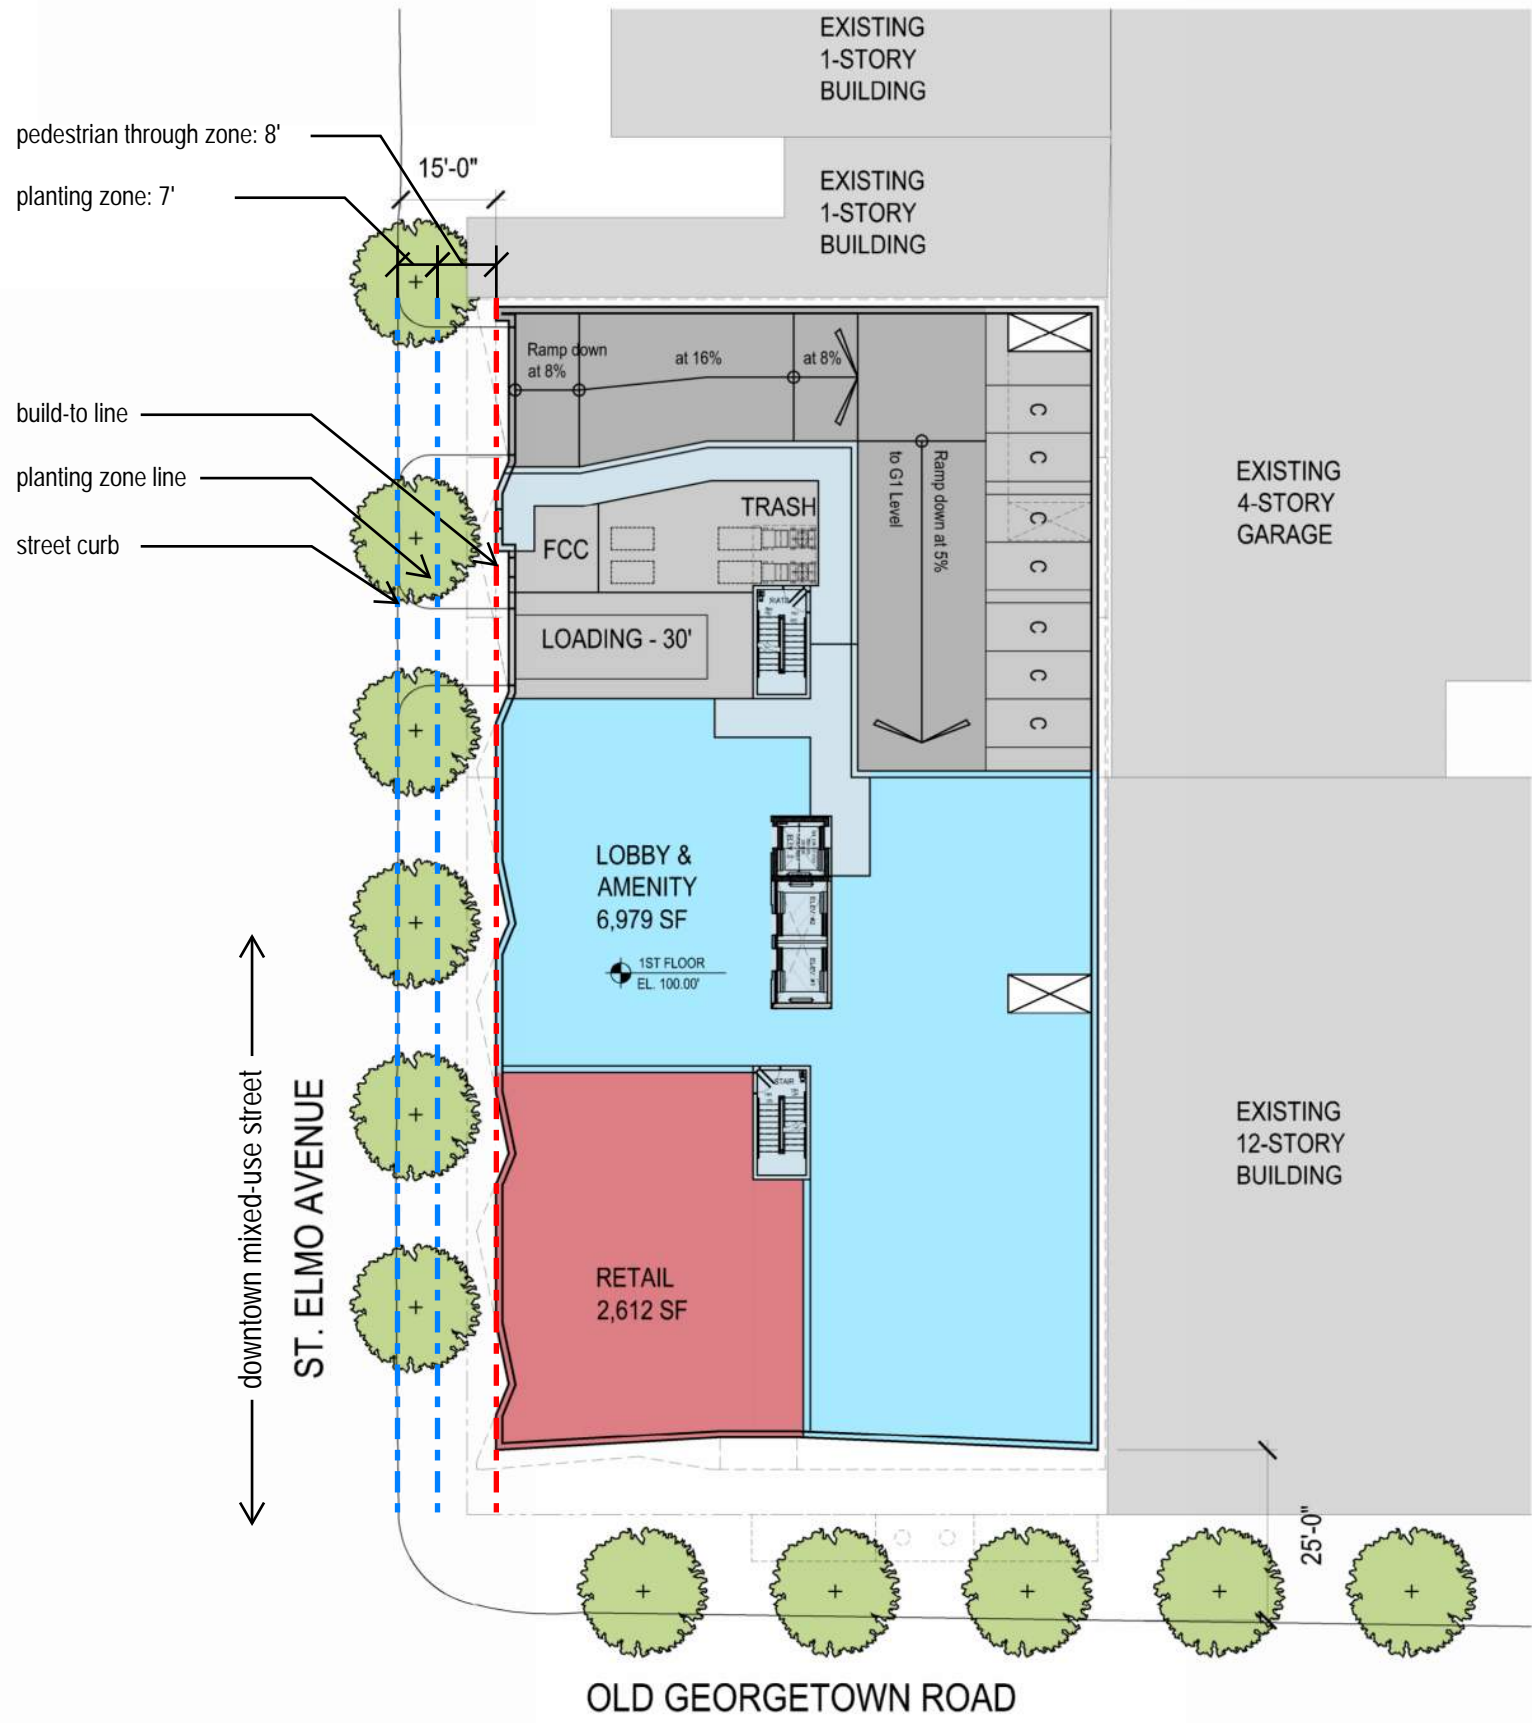 EXISTING
1-STORY
BUILDING
pedestrian through zone: 8'
15'-0"
planting zone: 7'
EXISTING
1-STORY
BUILDING
Ramp down
at 8%
at 16%
at 8%
build-to line
C
C
C
C
C
C
C
Ramp down at 5%
to G1 Level
EXISTING
4-STORY
GARAGE
planting zone line
TRASH
street curb
FCC
LOADING - 30'
LOBBY &
AMENITY
6,979 SF
1ST FLOOR
EL. 100.00'
downtown mixed-use street
ST. ELMO AVENUE
STAIR
EXISTING
12-STORY
BUILDING
RETAIL
2,612 SF
25'-0"
OLD GEORGETOWN ROAD